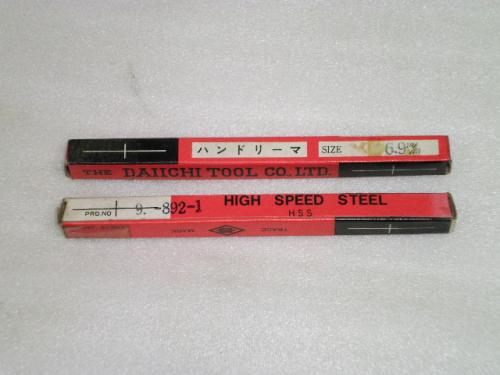 ハンドリーマ
SIZE 6.9 m/m
THE DAIICHI TOOL CO.,LTD.
PRO.NO 9.-892-1
HIGH SPEED STEEL
HSS
TRADE MARK